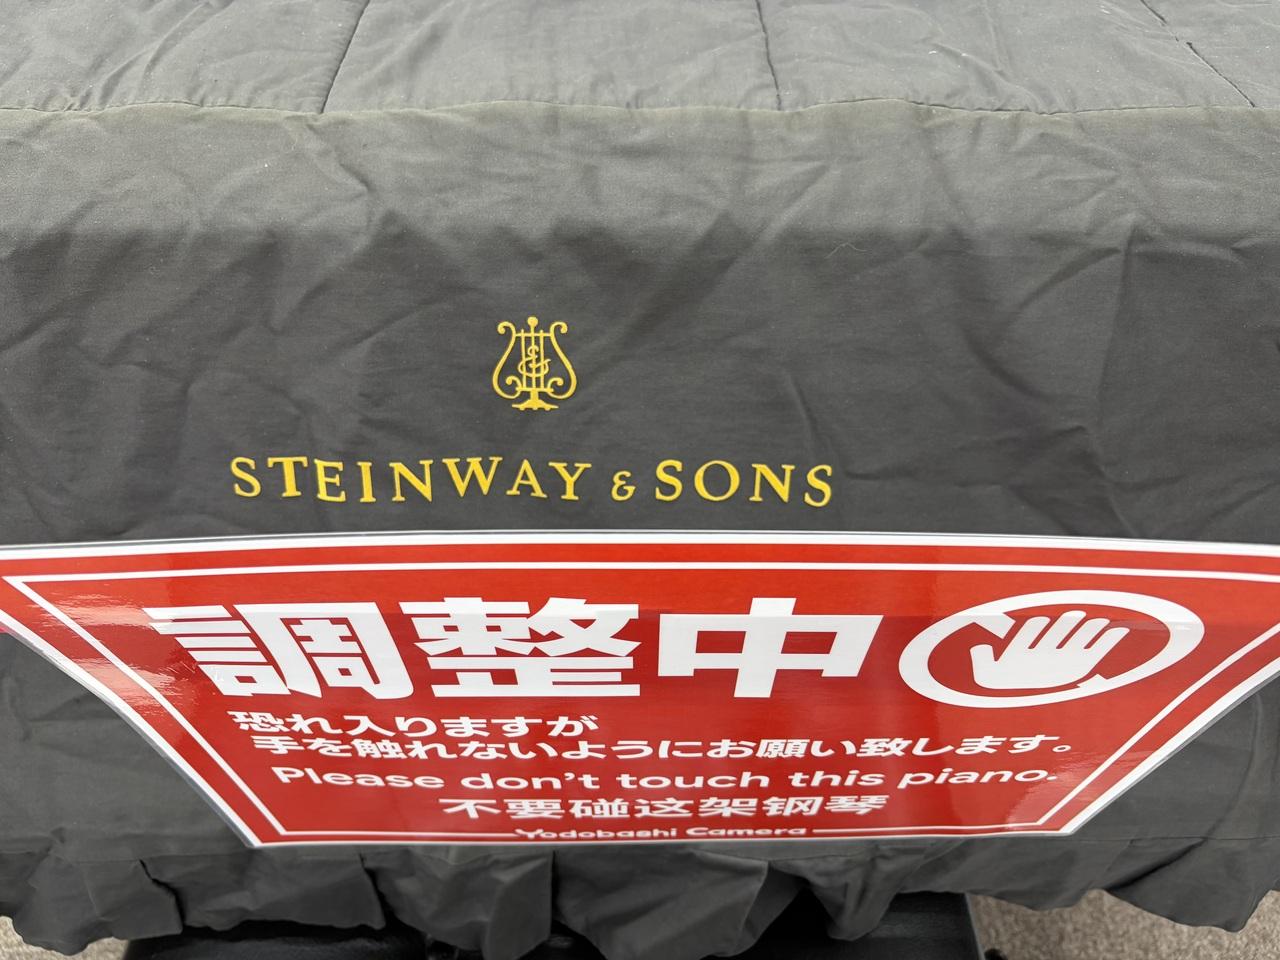 STEINWAY & SONS
調整中
恐れ入りますが
手を触れないようにお願い致します。
Please don't touch this piano.
不要碰这架钢琴
Yodobashi Camera